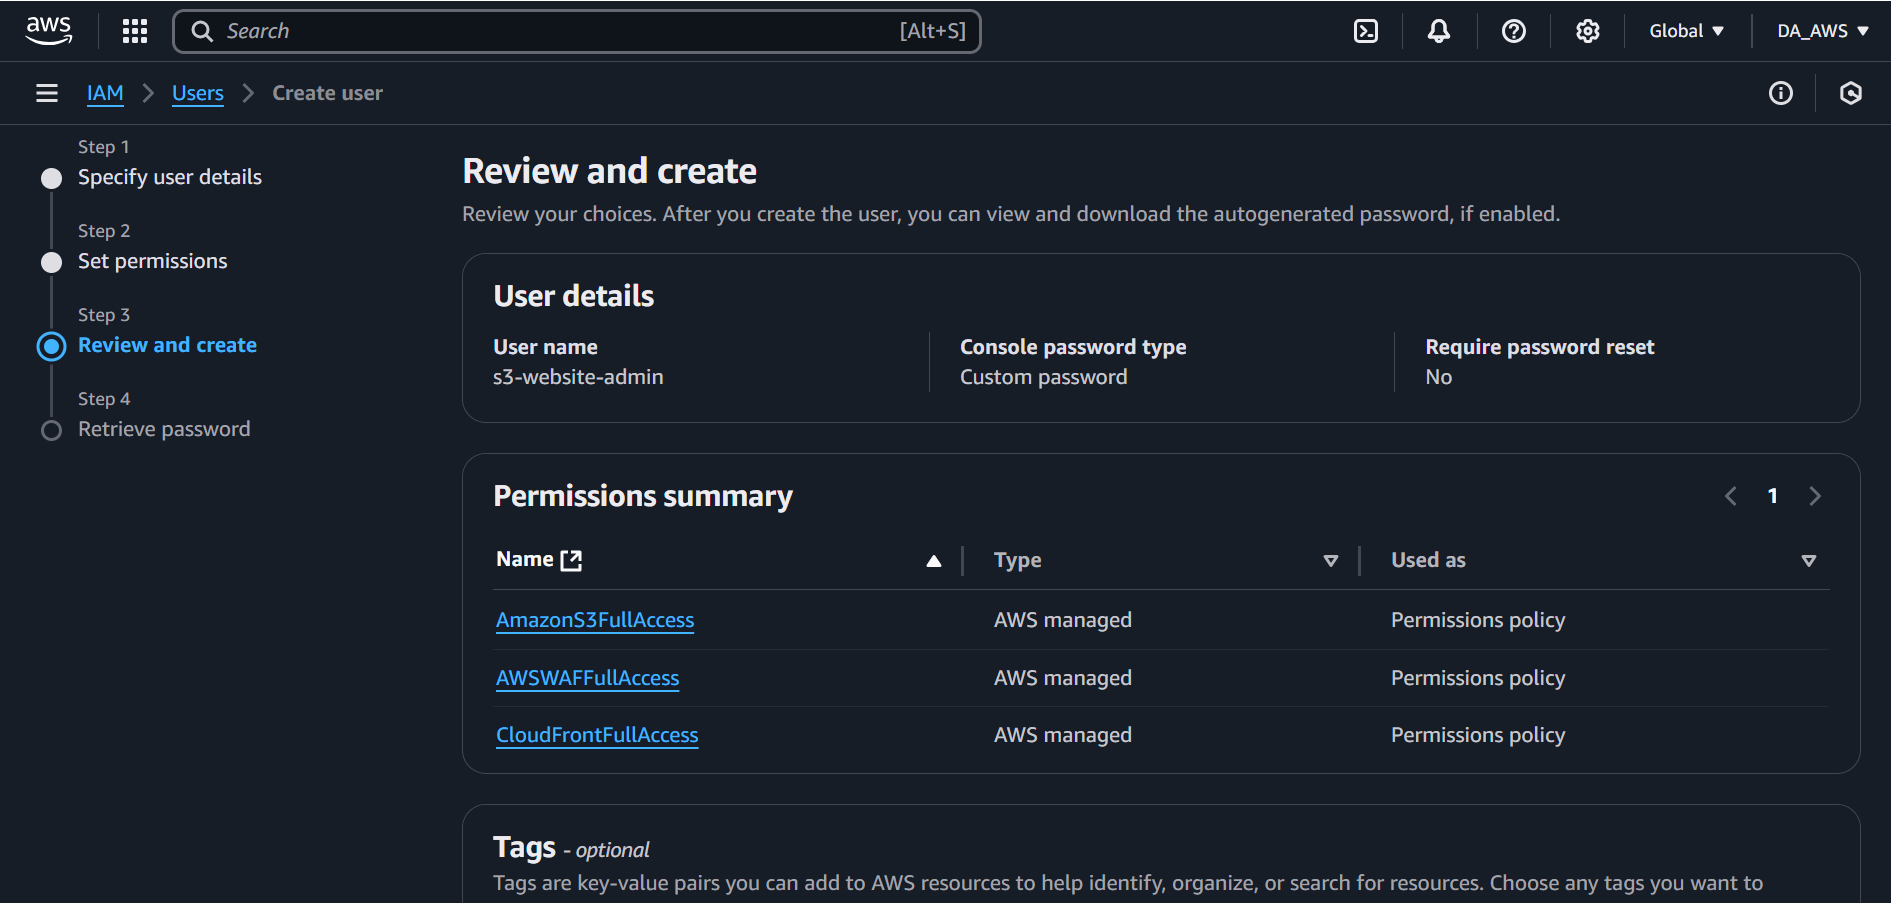 aws
Search [Alt+S]
Global DA_AWS
IAM Users Create user
Step 1
Specify user details
Step 2
Set permissions
Step 3
Review and create
Step 4
Retrieve password
Review and create
Review your choices. After you create the user, you can view and download the autogenerated password, if enabled.
User details
User name Console password type Require password reset
s3-website-admin Custom password No
Permissions summary 1
Name Type Used as
AmazonS3FullAccess AWS managed Permissions policy
AWSWAFFullAccess AWS managed Permissions policy
CloudFrontFullAccess AWS managed Permissions policy
Tags - optional
Tags are key-value pairs you can add to AWS resources to help identify, organize, or search for resources. Choose any tags you want to